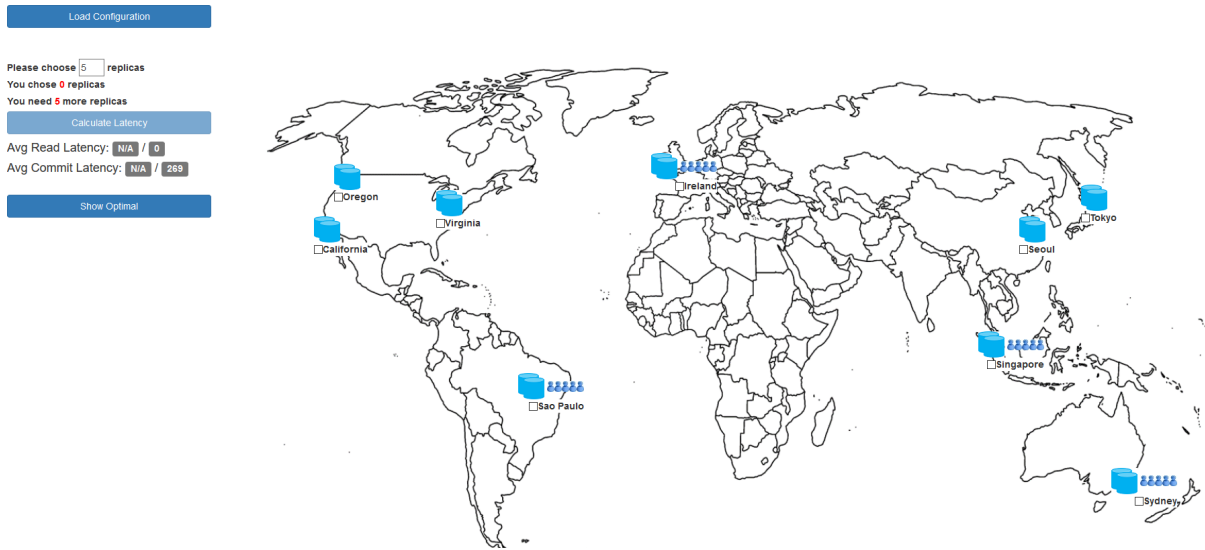 Load Configuration
Please choose 5 replicas
You chose 0 replicas
You need 5 more replicas
Calculate Latency
Avg Read Latency: N/A / 0
Avg Commit Latency: N/A / 269
Show Optimal
Oregon
Virginia
California
Ireland
Tokyo
Seoul
Singapore
Sao Paulo
Sydney